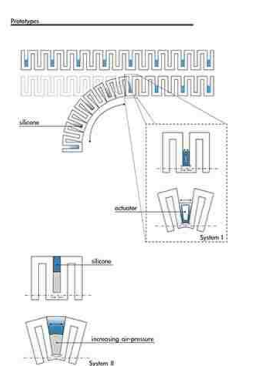 Prototypes
silicone
actuator
System I
silicone
increasing air-pressure
System II